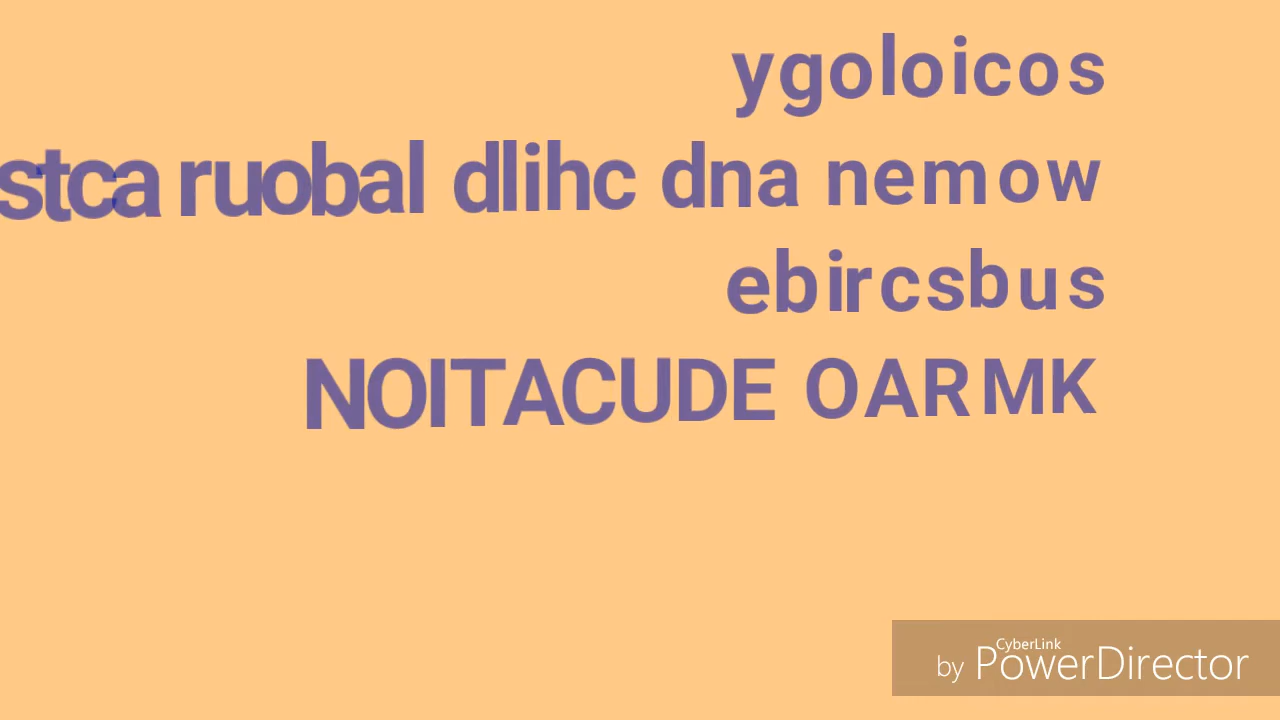 ygoloicos
stca ruobal dlihc dna nemow
ebircsbus
NOITACUDE OARMK
by CyberLink PowerDirector